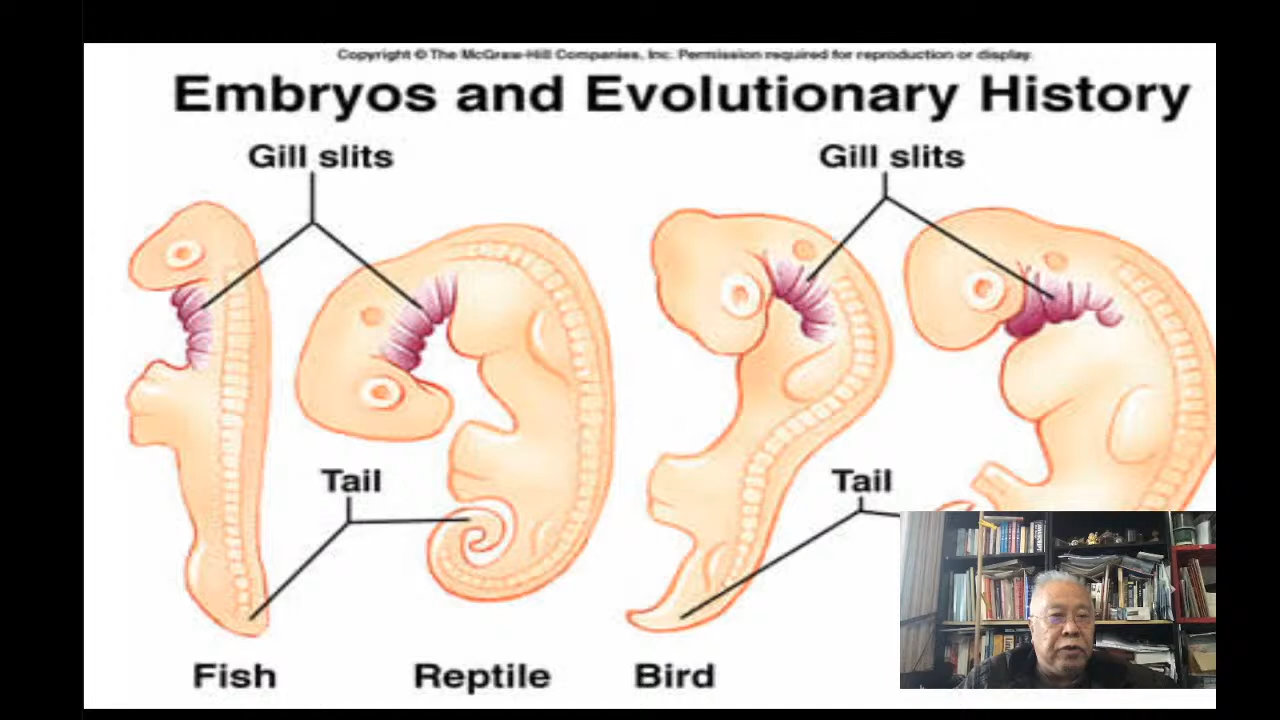 Copyright © The McGraw-Hill Companies, Inc. Permission required for reproduction or display.
Embryos and Evolutionary History
Gill slits
Gill slits
Tail
Tail
Fish
Reptile
Bird